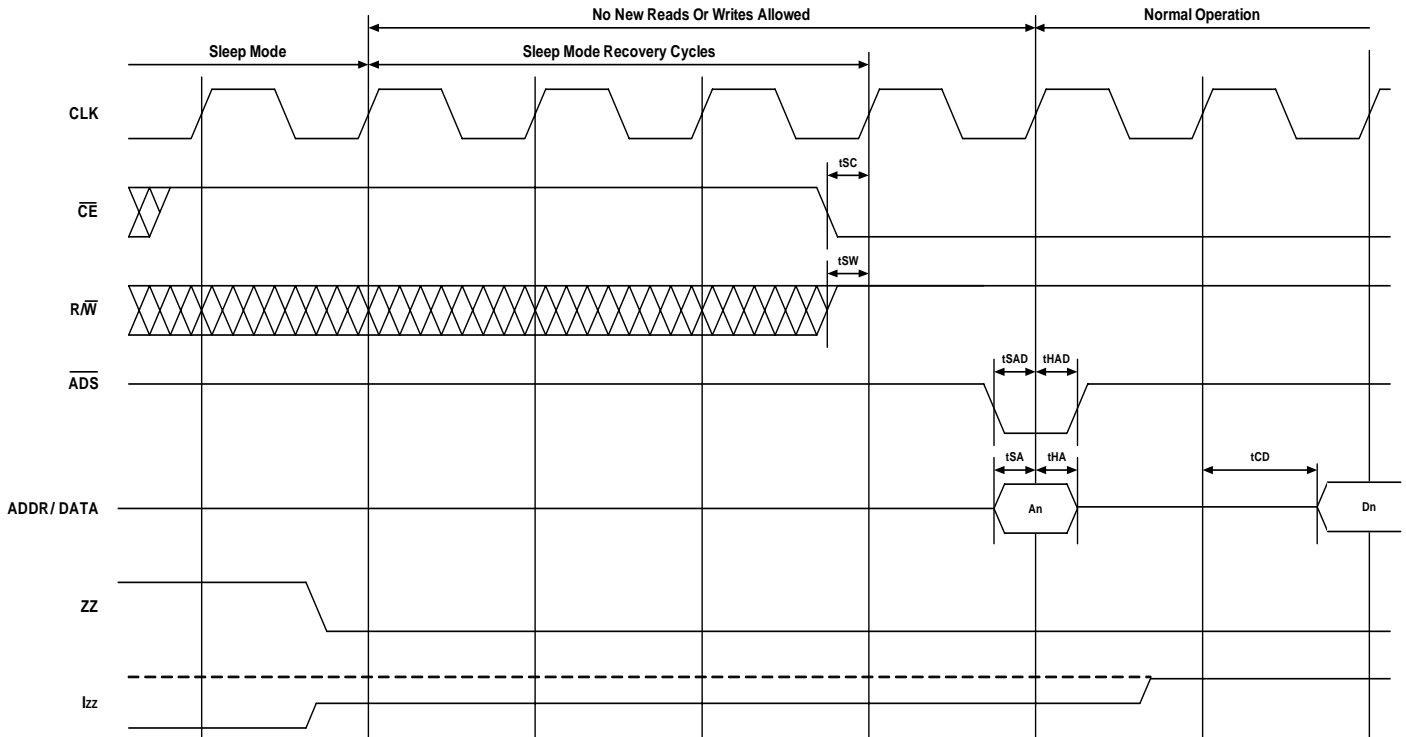 No New Reads Or Writes Allowed
Normal Operation
Sleep Mode
Sleep Mode Recovery Cycles
CLK
tSC
CE
tSW
R/W
tSAD
tHAD
ADS
tSA
tHA
tCD
ADDR/ DATA
An
Dn
ZZ
Izz